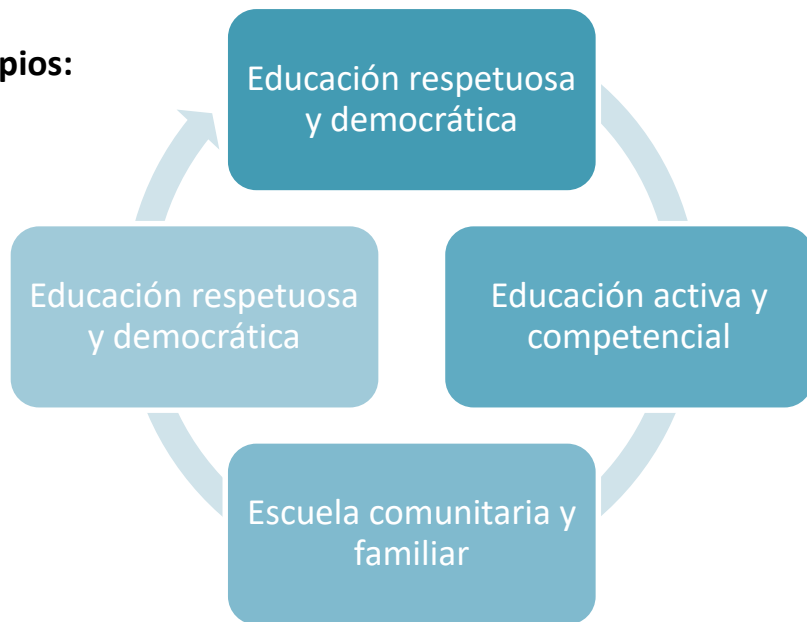 pios:
Educación respetuosa
y democrática
Educación respetuosa
y democrática
Educación activa y
competencial
Escuela comunitaria y
familiar